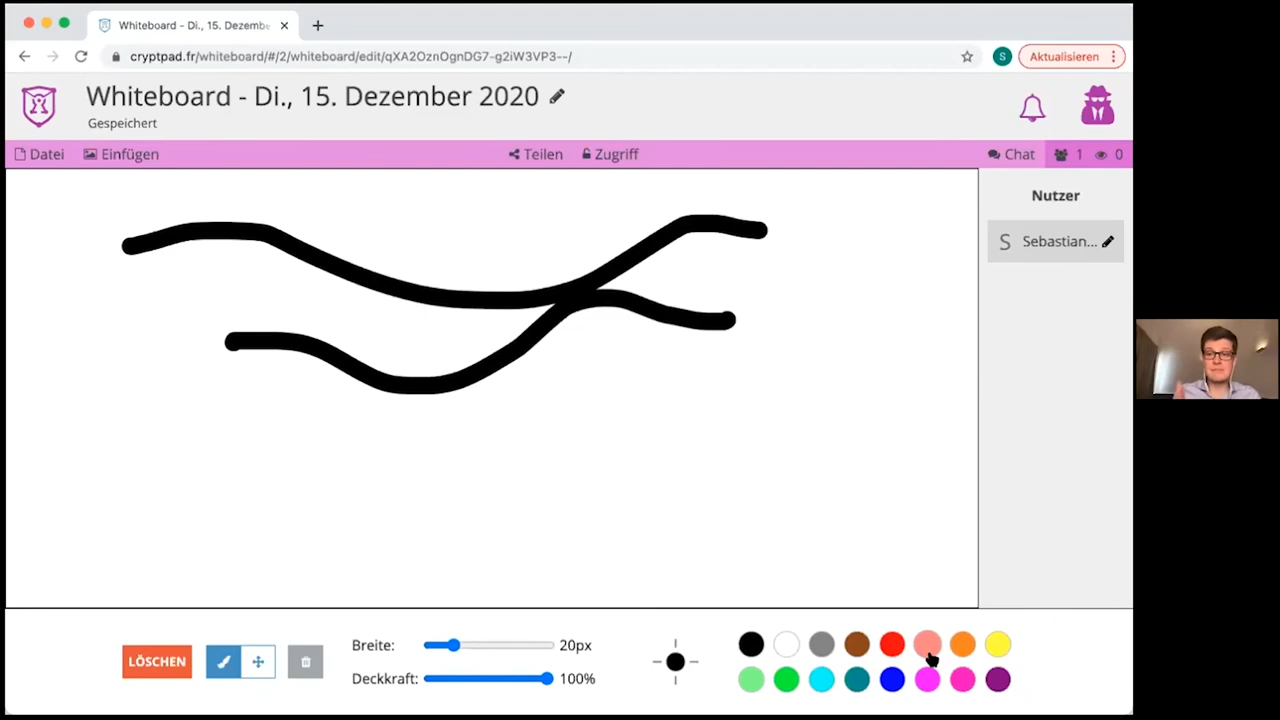 Whiteboard - Di., 15. Dezembe
cryptpad.fr/whiteboard/#/2/whiteboard/edit/qXA2OznOgnDG7-g2iW3VP3--/
S
Aktualisieren
Whiteboard - Di., 15. Dezember 2020
Gespeichert
Datei
Einfügen
Teilen
Zugriff
Chat
1
0
Nutzer
S Sebastian...
LÖSCHEN
Breite: 20px
Deckkraft: 100%